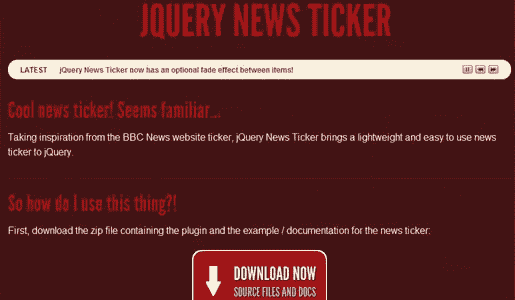 JQUERY NEWS TICKER
LATEST jQuery News Ticker now has an optional fade effect between items!
Cool news ticker! Seems familiar...
Taking inspiration from the BBC News website ticker, jQuery News Ticker brings a lightweight and easy to use news
ticker to jQuery.
So how do I use this thing?!
First, download the zip file containing the plugin and the example / documentation for the news ticker:
DOWNLOAD NOW
SOURCE FILES AND DOCS